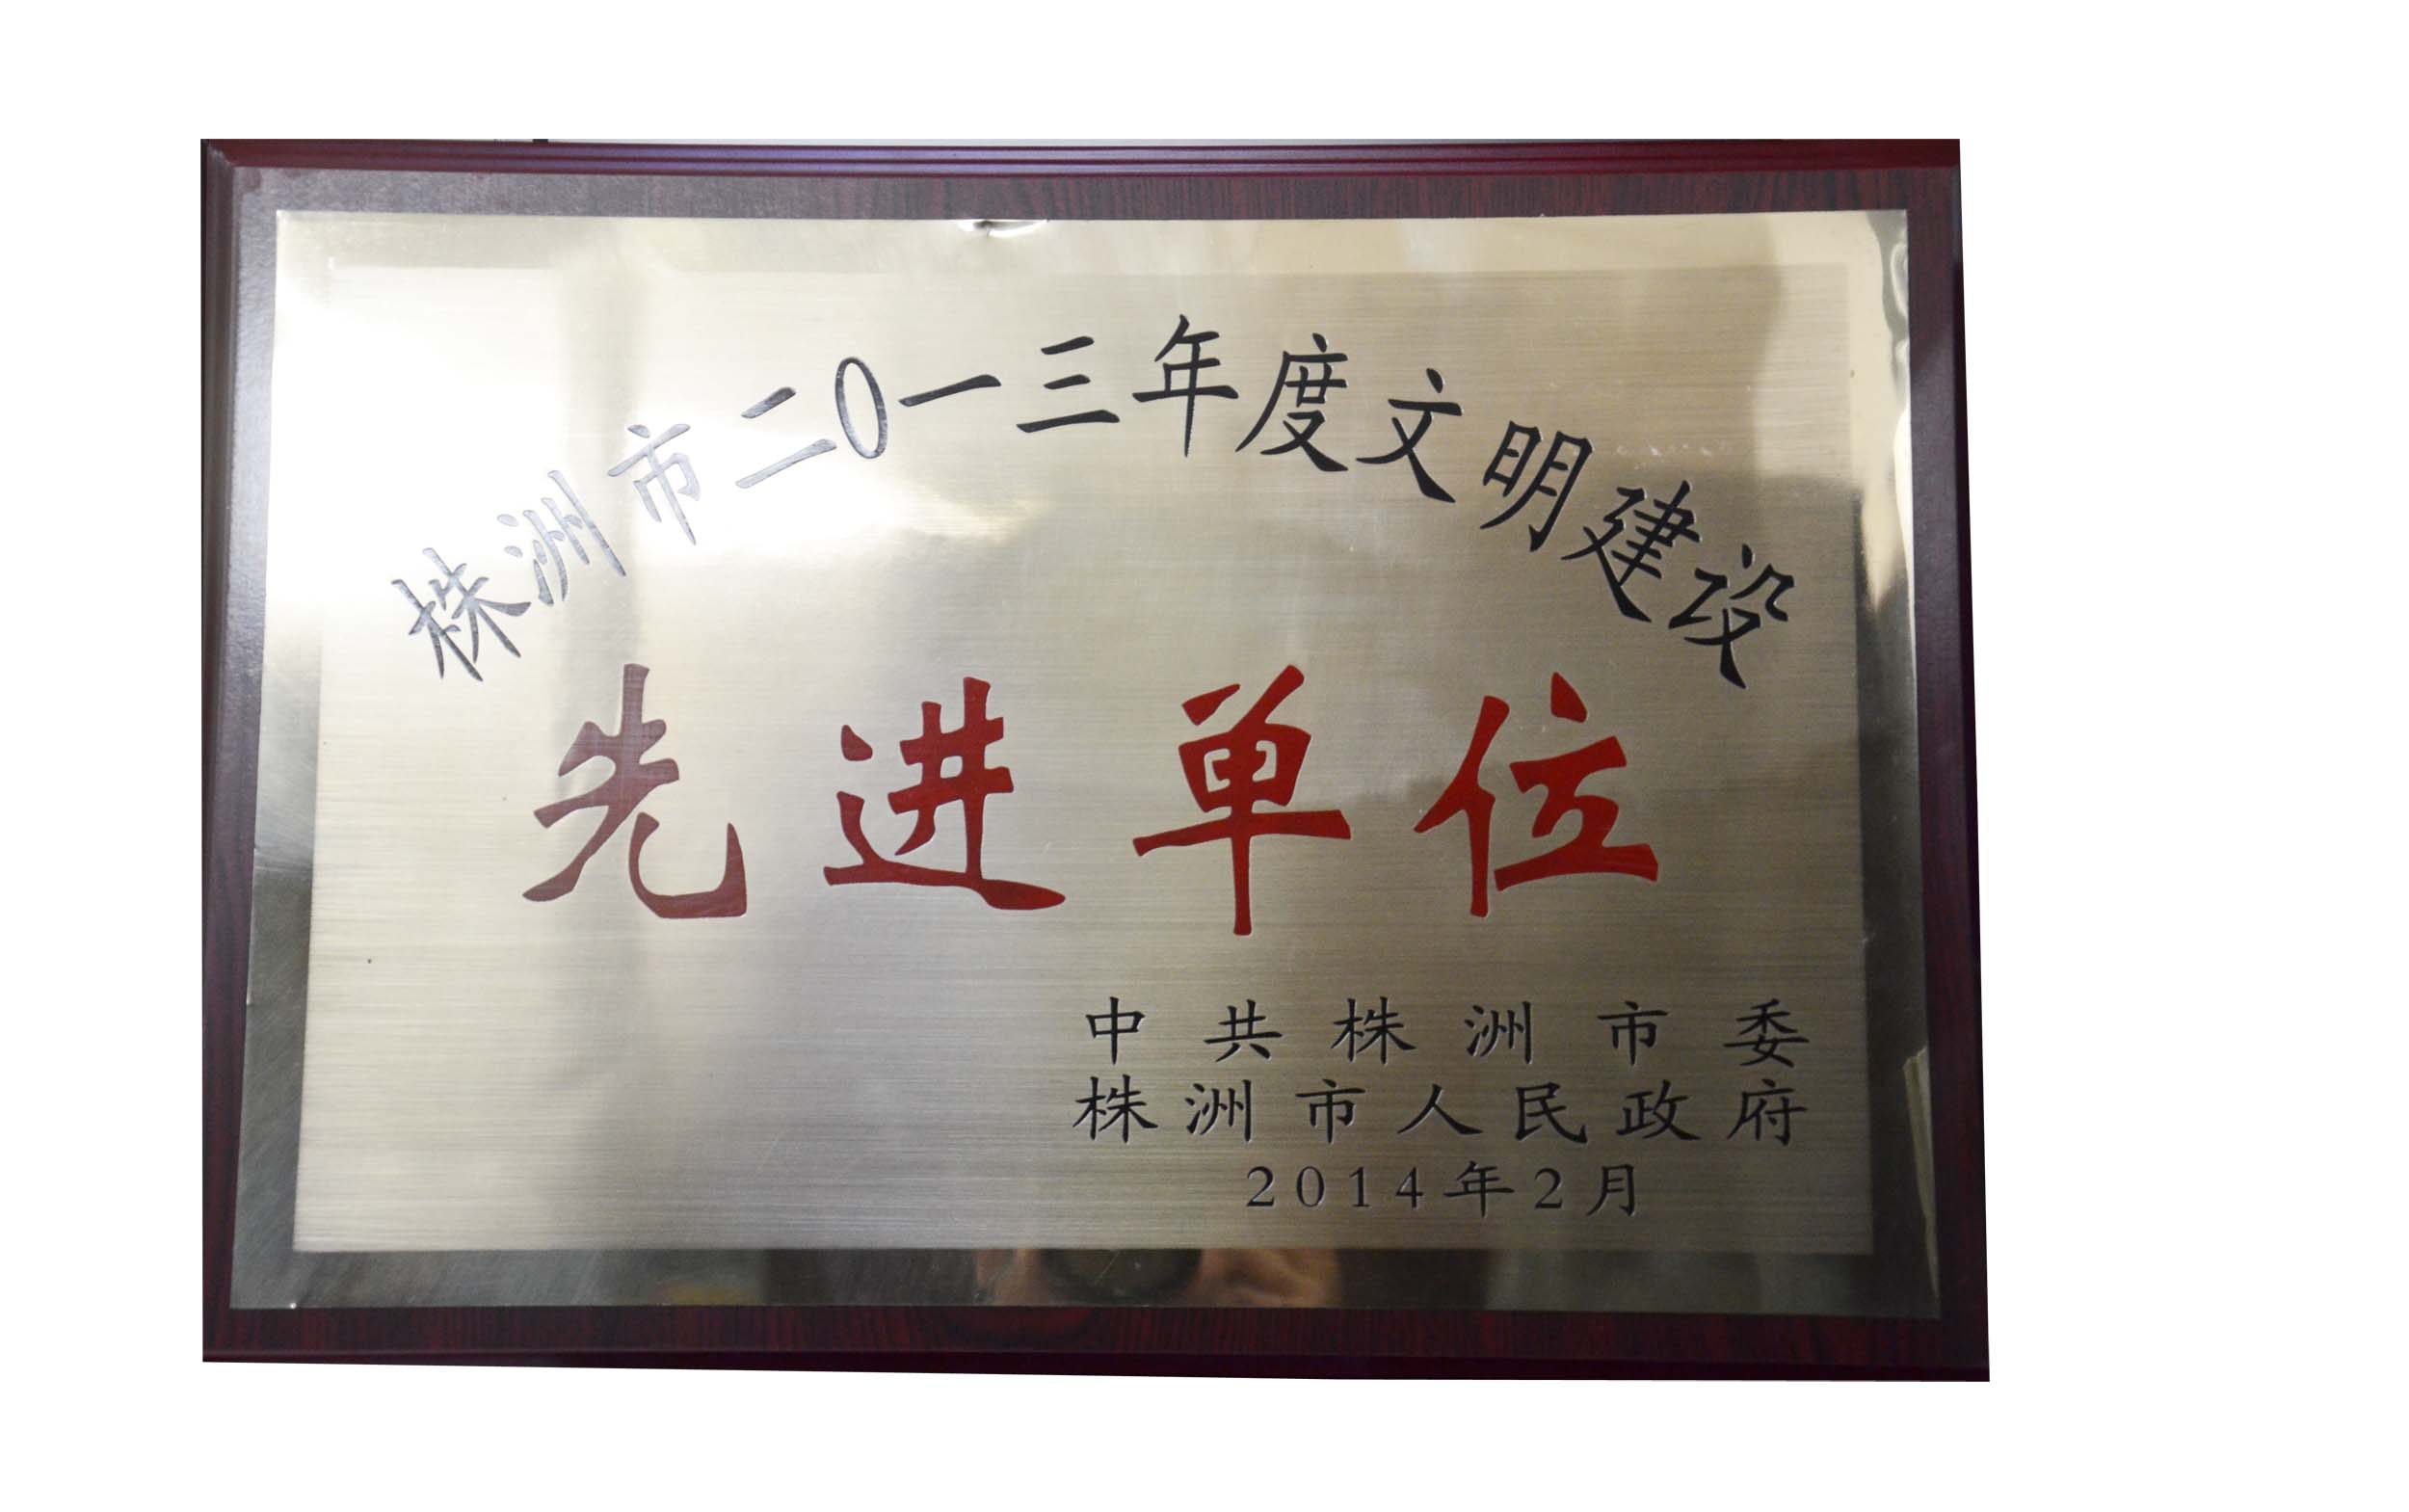 株洲市二0一三年度文明建设
先进单位
中共株洲市委
株洲市人民政府
2014年2月